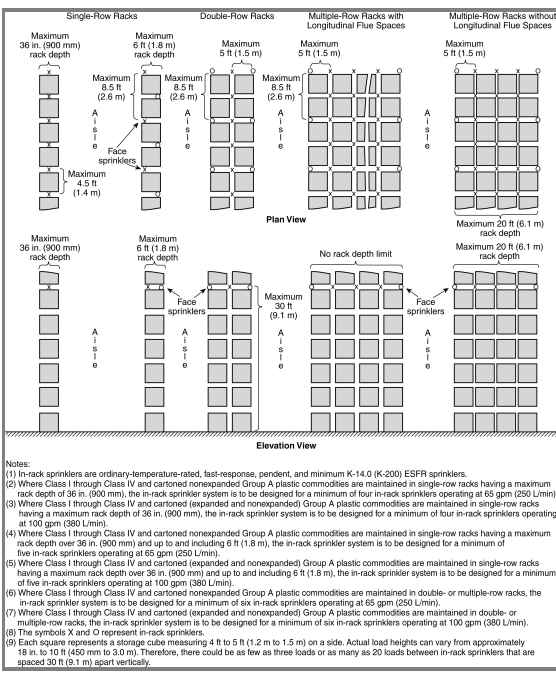 Single-Row Racks
Double-Row Racks
Multiple-Row Racks with
Longitudinal Flue Spaces
Multiple-Row Racks without
Longitudinal Flue Spaces
Maximum
36 in. (900 mm)
rack depth
Maximum
6 ft (1.8 m)
rack depth
Maximum
5 ft (1.5 m)
Maximum
5 ft (1.5 m)
Maximum
5 ft (1.5 m)
x
x
x
x
x
x
Maximum
4.5 ft
(1.4 m)
Maximum
8.5 ft
(2.6 m)
Aisle
Face
sprinklers
Maximum
8.5 ft
(2.6 m)
Aisle
Maximum
8.5 ft
(2.6 m)
Aisle
Aisle
Plan View
Maximum 20 ft (6.1 m)
rack depth
Maximum
36 in. (900 mm)
rack depth
Maximum
6 ft (1.8 m)
rack depth
No rack depth limit
Maximum 20 ft (6.1 m)
rack depth
Aisle
Aisle
Face
sprinklers
Maximum
30 ft
(9.1 m)
Aisle
Face
sprinklers
Aisle
Elevation View
Notes:
(1) In-rack sprinklers are ordinary-temperature-rated, fast-response, pendent, and minimum K-14.0 (K-200) ESFR sprinklers.
(2) Where Class I through Class IV and cartoned nonexpanded Group A plastic commodities are maintained in single-row racks having a maximum
rack depth of 36 in. (900 mm), the in-rack sprinkler system is to be designed for a minimum of four in-rack sprinklers operating at 65 gpm (250 L/min)
(3) Where Class I through Class IV and cartoned (expanded and nonexpanded) Group A plastic commodities are maintained in single-row racks
having a maximum rack depth of 36 in. (900 mm), the in-rack sprinkler system is to be designed for a minimum of four in-rack sprinklers operating
at 100 gpm (380 L/min).
(4) Where Class I through Class IV and cartoned nonexpanded Group A plastic commodities are maintained in single-row racks having a maximum
rack depth over 36 in. (900 mm) and up to and including 6 ft (1.8 m), the in-rack sprinkler system is to be designed for a minimum of
five in-rack sprinklers operating at 65 gpm (250 L/min).
(5) Where Class I through Class IV and cartoned (expanded and nonexpanded) Group A plastic commodities are maintained in single-row racks
having a maximum rack depth over 36 in. (900 mm) and up to and including 6 ft (1.8 m), the in-rack sprinkler system is to be designed for a minimum
of five in-rack sprinklers operating at 100 gpm (380 L/min).
(6) Where Class I through Class IV and cartoned nonexpanded Group A plastic commodities are maintained in double- or multiple-row racks, the
in-rack sprinkler system is to be designed for a minimum of six in-rack sprinklers operating at 65 gpm (250 L/min).
(7) Where Class I through Class IV and cartoned (expanded and nonexpanded) Group A plastic commodities are maintained in double- or
multiple-row racks, the in-rack sprinkler system is to be designed for a minimum of six in-rack sprinklers operating at 100 gpm (380 L/min).
(8) The symbols X and O represent in-rack sprinklers.
(9) Each square represents a storage cube measuring 4 ft to 5 ft (1.2 m to 1.5 m) on a side. Actual load heights can vary from approximately
18 in. to 10 ft (450 mm to 3.0 m). Therefore, there could be as few as three loads or as many as 20 loads between in-rack sprinklers that are
spaced 30 ft (9.1 m) apart vertically.